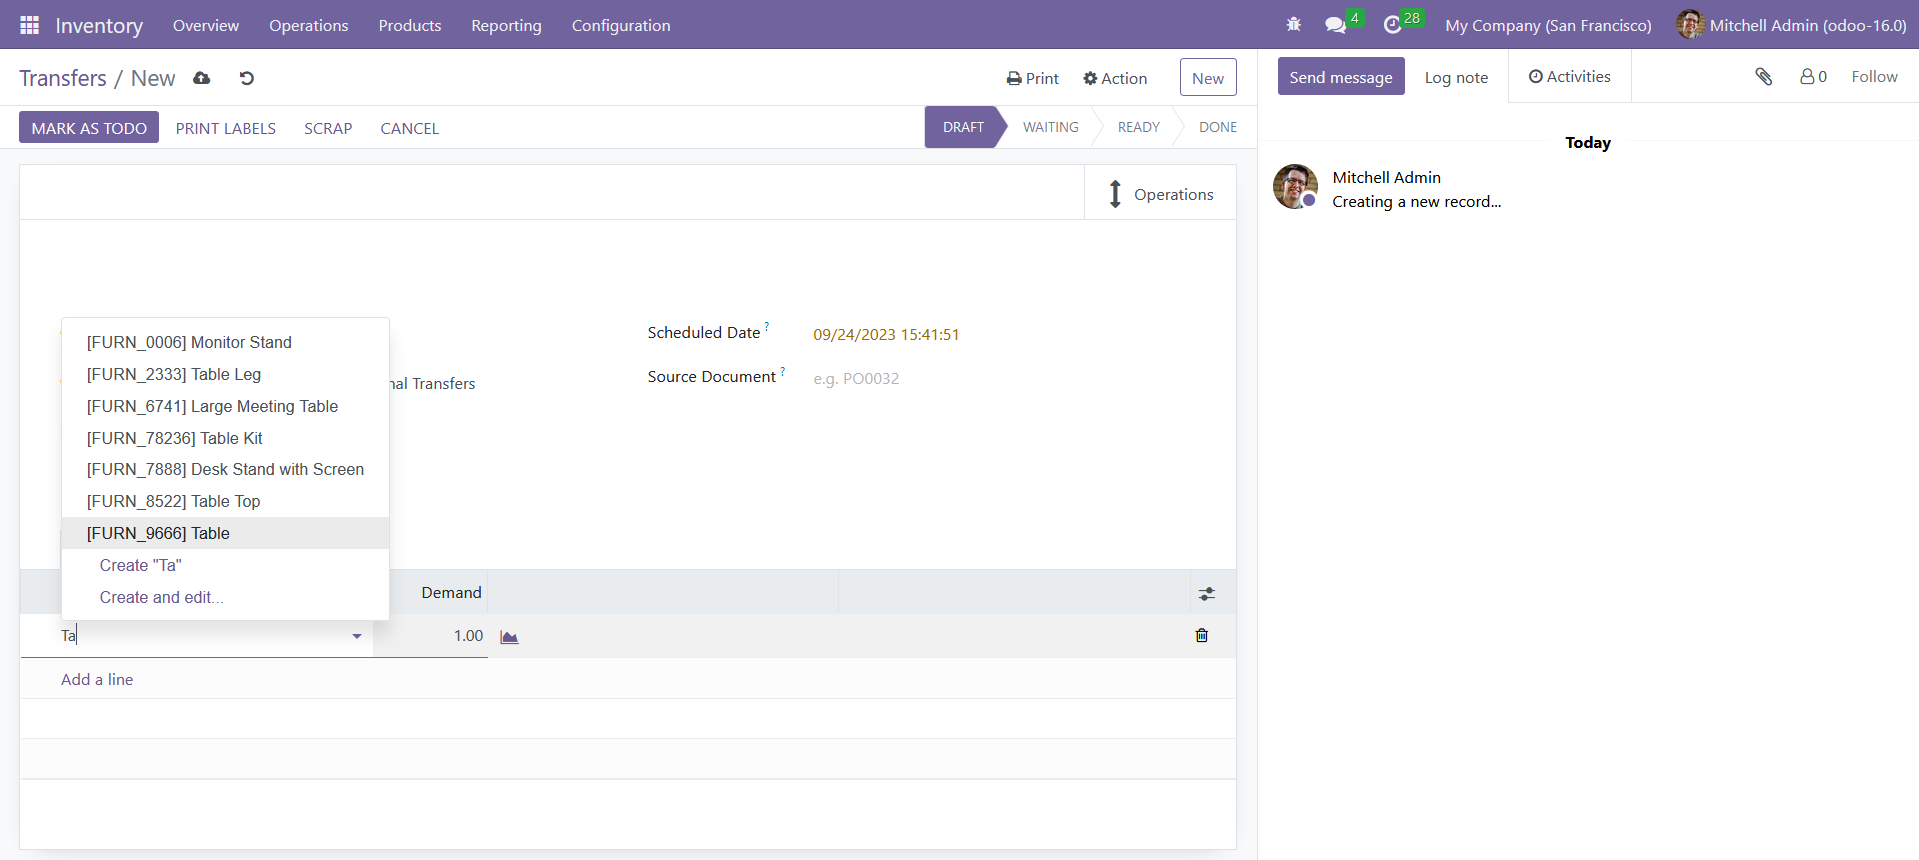 Inventory Overview Operations Products Reporting Configuration 4 28 My Company (San Francisco) Mitchell Admin (odoo-16.0)
Transfers / New Print Action New
Send message Log note Activities 0 Follow
MARK AS TODO PRINT LABELS SCRAP CANCEL DRAFT WAITING READY DONE
Today
Operations
Mitchell Admin
Creating a new record...
Scheduled Date ? 09/24/2023 15:41:51
nal Transfers Source Document ? e.g. PO0032
[FURN_0006] Monitor Stand
[FURN_2333] Table Leg
[FURN_6741] Large Meeting Table
[FURN_78236] Table Kit
[FURN_7888] Desk Stand with Screen
[FURN_8522] Table Top
[FURN_9666] Table
Create "Ta"
Create and edit...
Demand
Ta 1.00
Add a line